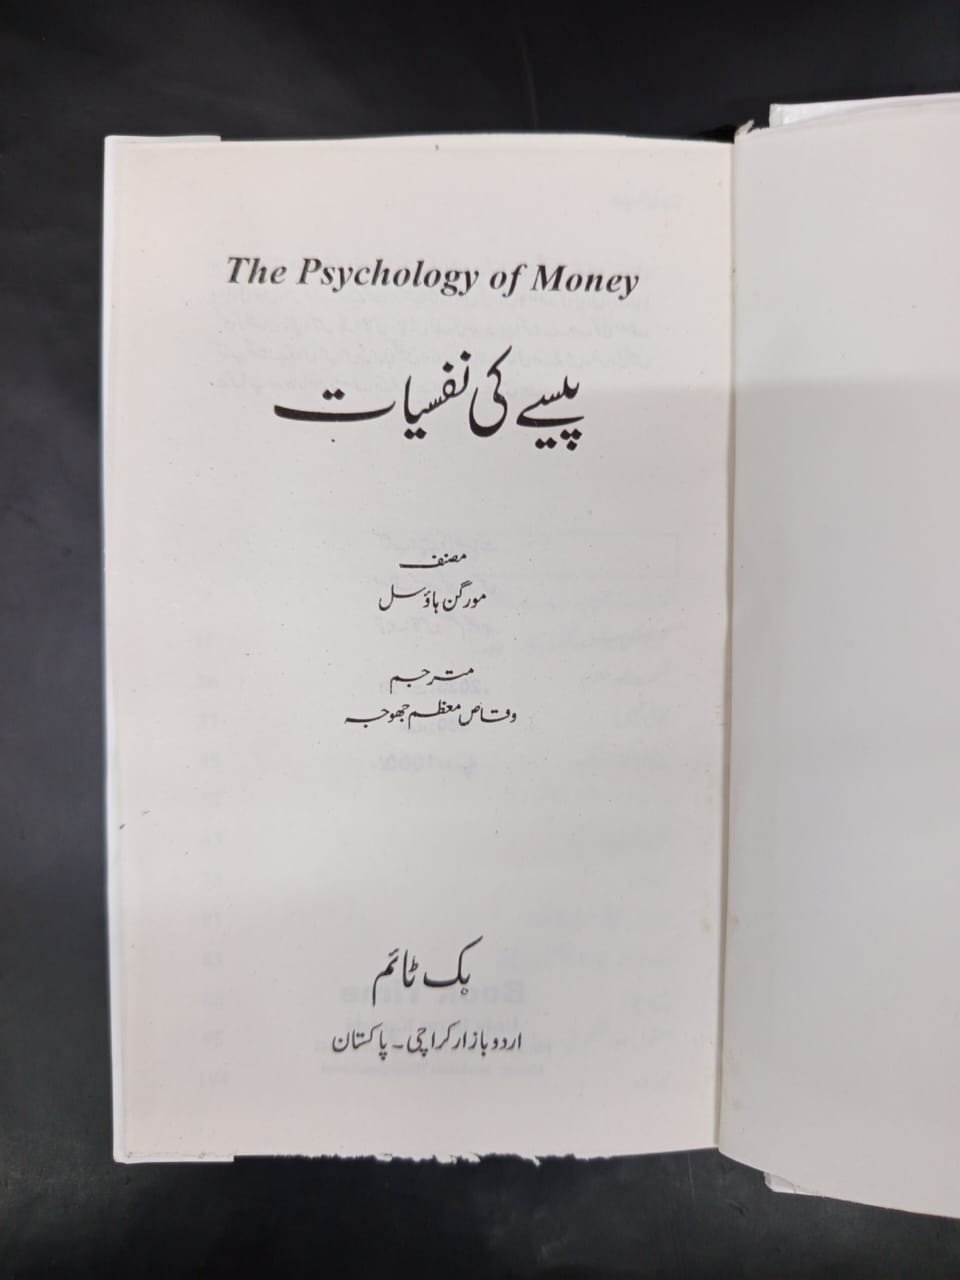 The Psychology of Money
پیسے کی نفسیات
مصنف
مورگن ہاؤسل
مترجم
وقاص معظم جھوجہ
بک ٹائم
اردو بازار کراچی - پاکستان